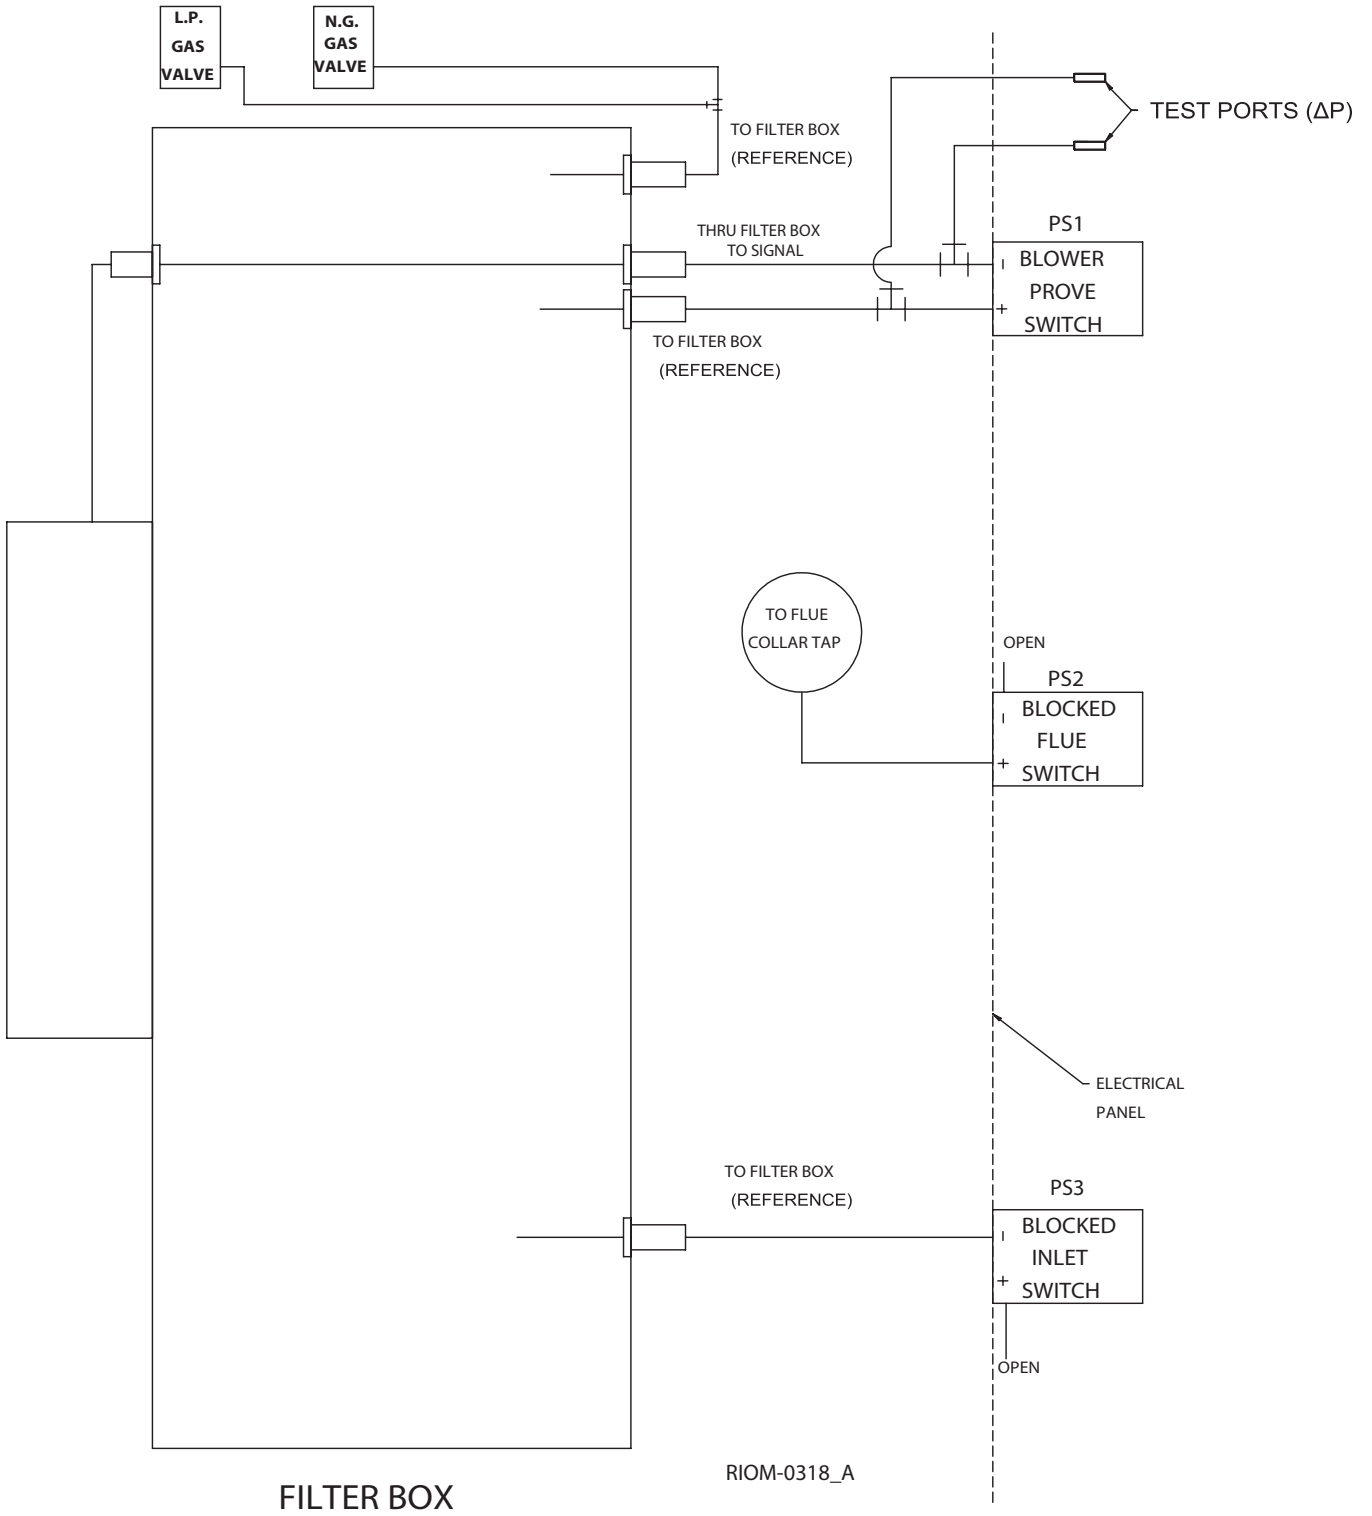 L.P.
GAS
VALVE
N.G.
GAS
VALVE
TEST PORTS (ΔP)
TO FILTER BOX
(REFERENCE)
THRU FILTER BOX
TO SIGNAL
PS1
- BLOWER
PROVE
+ SWITCH
TO FILTER BOX
(REFERENCE)
TO FLUE
COLLAR TAP
OPEN
PS2
- BLOCKED
FLUE
+ SWITCH
ELECTRICAL
PANEL
TO FILTER BOX
(REFERENCE)
PS3
- BLOCKED
INLET
+ SWITCH
OPEN
RIOM-0318_A
FILTER BOX